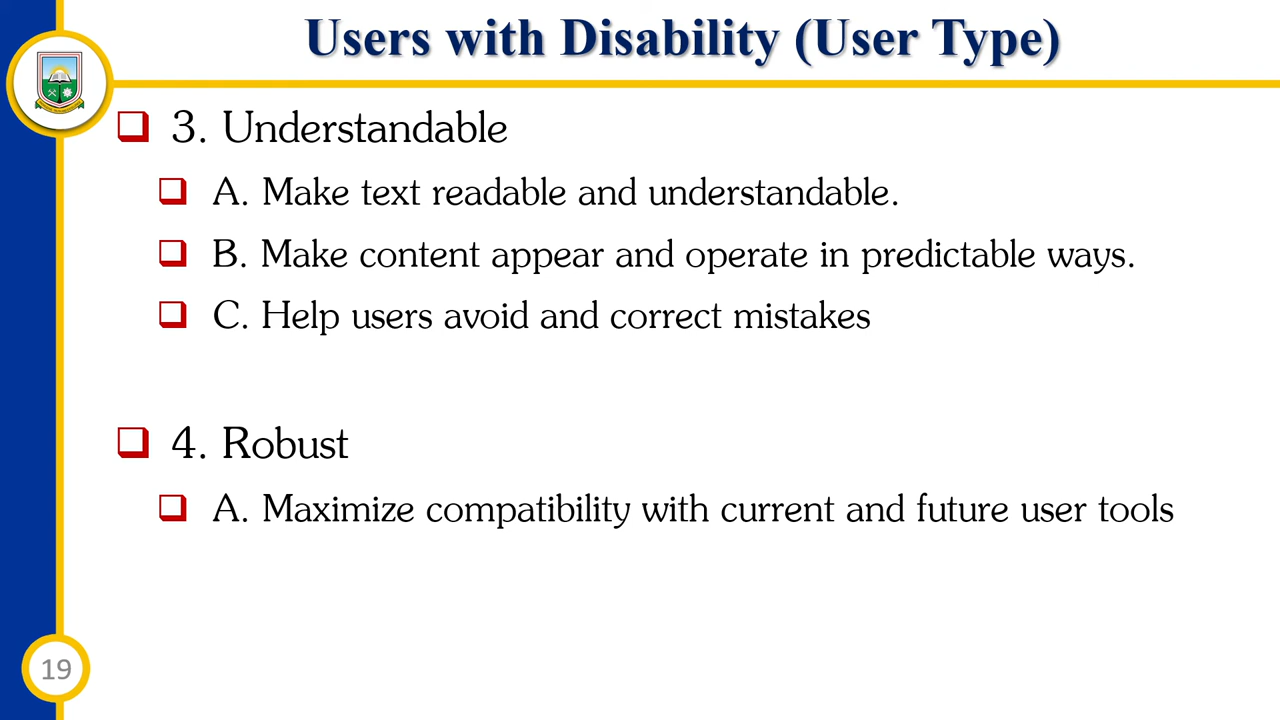 Users with Disability (User Type)
3. Understandable
A. Make text readable and understandable.
B. Make content appear and operate in predictable ways.
C. Help users avoid and correct mistakes
4. Robust
A. Maximize compatibility with current and future user tools
19